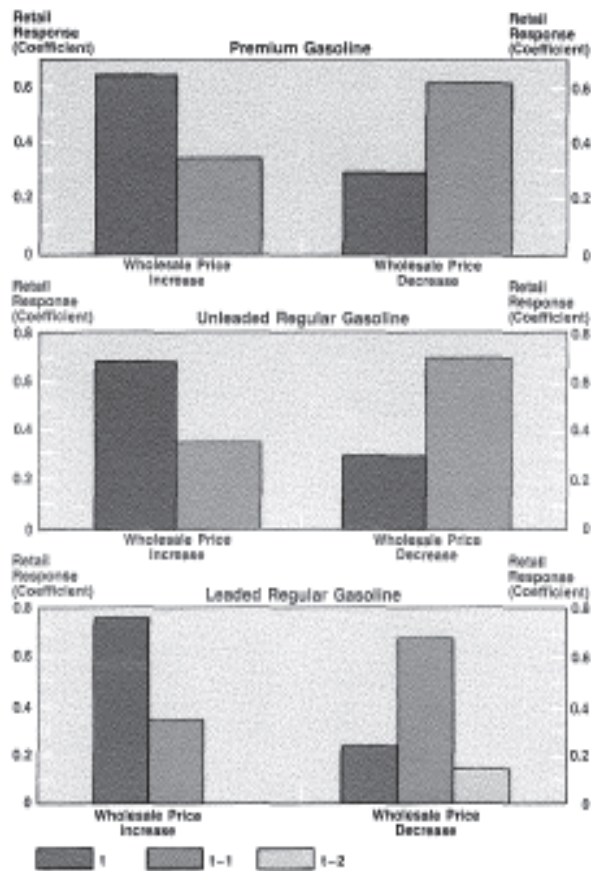 Retail
Response
(Coefficient)
Premium Gasoline
Retail
Response
(Coefficient)
0.6
0.4
0.2
0
0.6
0.4
0.2
0
Wholesale Price
Increase
Wholesale Price
Decrease
Retail
Response
(Coefficient)
Unleaded Regular Gasoline
Retail
Response
(Coefficient)
0.8
0.6
0.4
0.2
0
0.8
0.6
0.4
0.2
0
Wholesale Price
Increase
Wholesale Price
Decrease
Retail
Response
(Coefficient)
Leaded Regular Gasoline
Retail
Response
(Coefficient)
0.8
0.6
0.4
0.2
0
0.8
0.6
0.4
0.2
0
Wholesale Price
Increase
Wholesale Price
Decrease
t
t-1
t-2